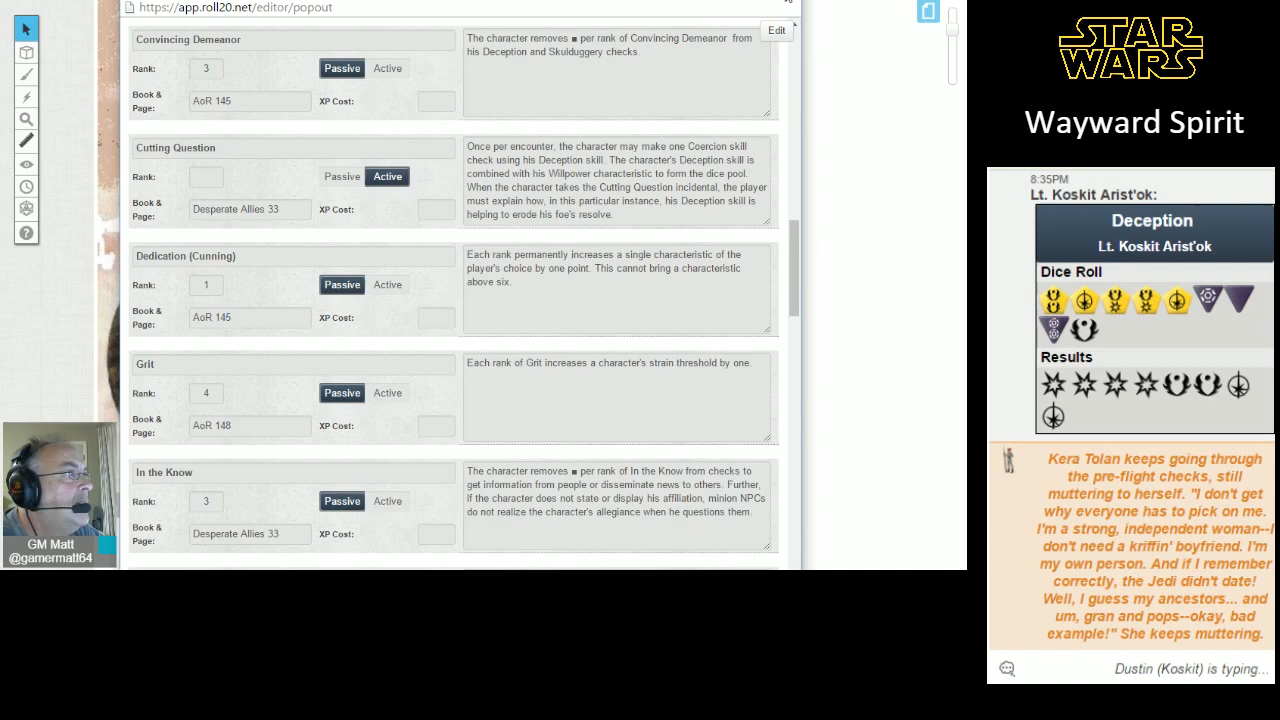 https://app.roll20.net/editor/popout
Edit
Convincing Demeanor
Rank:
3
Passive
Active
Book &
Page:
AoR 145
XP Cost:
The character removes ■ per rank of Convincing Demeanor from
his Deception and Skulduggery checks.
Cutting Question
Rank:
Passive
Active
Book &
Page:
Desperate Allies 33
XP Cost:
Once per encounter, the character may make one Coercion skill
check using his Deception skill. The character's Deception skill is
combined with his Willpower characteristic to form the dice pool.
When the character takes the Cutting Question incidental, the player
must explain how, in this particular instance, his Deception skill is
helping to erode his foe's resolve.
Dedication (Cunning)
Rank:
1
Passive
Active
Book &
Page:
AoR 145
XP Cost:
Each rank permanently increases a single characteristic of the
player's choice by one point. This cannot bring a characteristic
above six.
Grit
Rank:
4
Passive
Active
Book &
Page:
AoR 148
XP Cost:
Each rank of Grit increases a character's strain threshold by one.
In the Know
Rank:
3
Passive
Active
Book &
Page:
Desperate Allies 33
XP Cost:
The character removes ■ per rank of In the Know from checks to
get information from people or disseminate news to others. Further,
if the character does not state or display his affiliation, minion NPCs
do not realize the character's allegiance when he questions them.
GM Matt
@gamermatt64
STAR
WARS
Wayward Spirit
8:35PM
Lt. Koskit Arist'ok:
Deception
Lt. Koskit Arist'ok
Dice Roll
Results
Kera Tolan keeps going through
the pre-flight checks, still
muttering to herself. "I don't get
why everyone has to pick on me.
I'm a strong, independent woman--I
don't need a kriffin' boyfriend. I'm
my own person. And if I remember
correctly, the Jedi didn't date!
Well, I guess my ancestors... and
um, gran and pops--okay, bad
example!" She keeps muttering.
Dustin (Koskit) is typing...